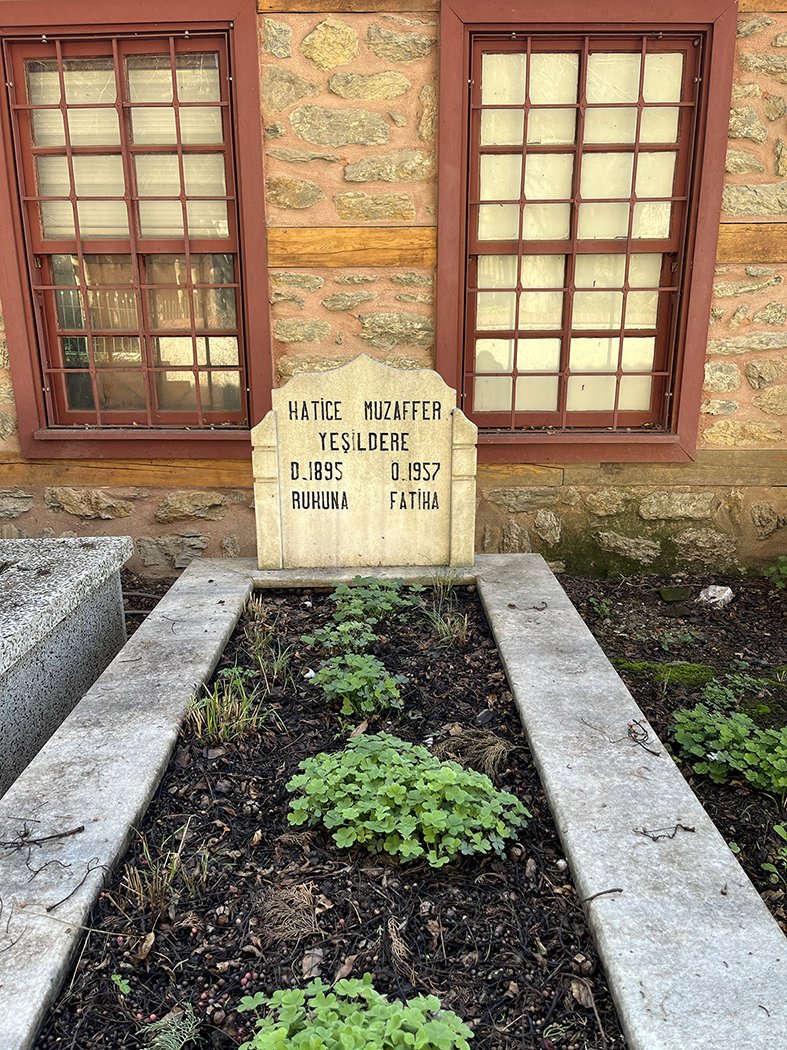 HATİCE MUZAFFER
YEŞİLDERE
D.1895 Ö.1957
RUHUNA FATİHA